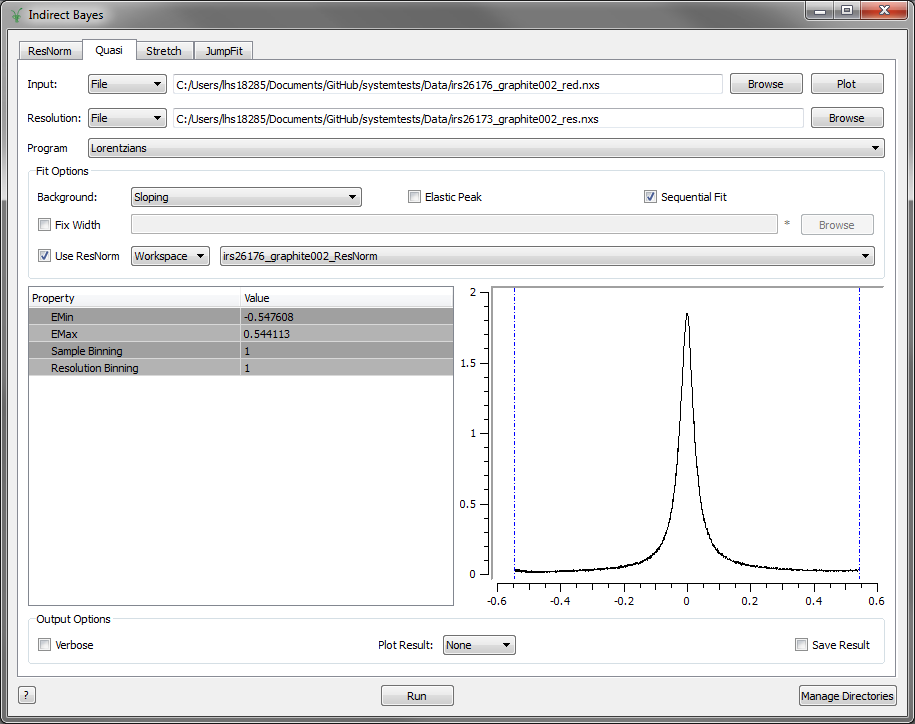 Indirect Bayes
ResNorm Quasi Stretch JumpFit
Input: File C:/Users/lhs18285/Documents/GitHub/systemtests/Data/irs26176_graphite002_red.nxs Browse Plot
Resolution: File C:/Users/lhs18285/Documents/GitHub/systemtests/Data/irs26173_graphite002_res.nxs Browse
Program Lorentzians
Fit Options
Background: Sloping Elastic Peak Sequential Fit
Fix Width * Browse
Use ResNorm Workspace irs26176_graphite002_ResNorm
Property Value
EMin -0.547608
EMax 0.544113
Sample Binning 1
Resolution Binning 1
2
1.5
1
0.5
0
-0.6 -0.4 -0.2 0 0.2 0.4 0.6
Output Options
Verbose Plot Result: None Save Result
? Run Manage Directories